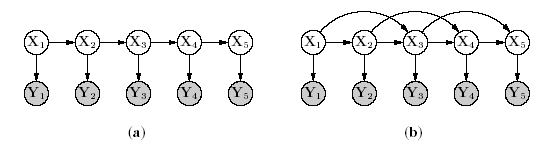 X₁ X₂ X₃ X₄ X₅ X₁ X₂ X₃ X₄ X₅
Y₁ Y₂ Y₃ Y₄ Y₅ Y₁ Y₂ Y₃ Y₄ Y₅
(a) (b)